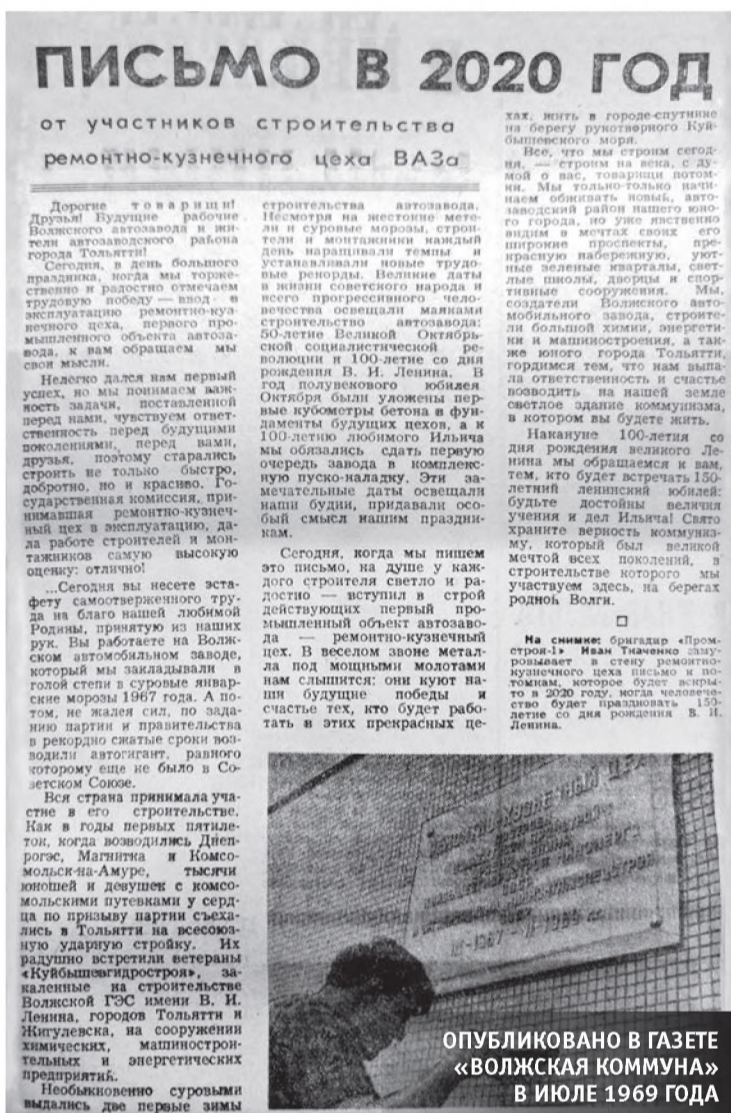 ПИСЬМО В 2020 ГОД
от участников строительства
ремонтно-кузнечного цеха ВАЗа
Дорогие товарищи!
Друзья! Будущие рабочие
Волжского автозавода и жи-
тели автозаводского района
города Тольятти!
Сегодня, в день большого
праздника, когда мы торже-
ственно и радостно отмечаем
трудовую победу — ввод в
эксплуатацию ремонтно-куз-
нечного цеха, первого про-
мышленного объекта автоза-
вода, к вам обращаем мы
свои мысли.
Нелегко дался нам первый
успех, но мы понимаем важ-
ность задачи, поставленной
перед нами, чувствуем ответ-
ственность перед будущими
поколениями, перед вами,
друзья, поэтому старались
строить не только быстро,
добротно, но и красиво. Го-
сударственная комиссия, при-
нимавшая ремонтно-кузнеч-
ный цех в эксплуатацию, да-
ла работе строителей и мон-
тажников самую высокую
оценку: отлично!
...Сегодня вы несете эста-
фету самоотверженного тру-
да на благо нашей любимой
Родины, принятую из наших
рук. Вы работаете на Волж-
ском автомобильном заводе,
который мы закладывали в
голой степи в суровые январ-
ские морозы 1967 года. А по-
том, не жалея сил, по зада-
нию партии и правительства
в рекордно сжатые сроки воз-
водили автогигант, равного
которому еще не было в Со-
ветском Союзе.
Вся страна принимала уча-
стие в его строительстве.
Как в годы первых пятиле-
ток, когда возводились Днеп-
рогэс, Магнитка и Комсо-
мольск-на-Амуре, тысячи
юношей и девушек с комсо-
мольскими путевками у серд-
ца по призыву партии съеха-
лись в Тольятти на всесоюз-
ную ударную стройку. Их
радушно встретили ветераны
«Куйбышевгидростроя», за-
каленные на строительстве
Волжской ГЭС имени В. И.
Ленина, городов Тольятти и
Жигулевска, на сооружении
химических, машинострои-
тельных и энергетических
предприятий.
Необыкновенно суровыми
выдались две первые зимы
строительства автозавода.
Несмотря на жестокие мете-
ли и суровые морозы, строи-
тели и монтажники каждый
день наращивали темпы и
устанавливали новые трудо-
вые рекорды. Великие даты
в жизни советского народа и
всего прогрессивного чело-
вечества освещали маяками
строительство автозавода:
50-летие Великой Октябрь-
ской социалистической ре-
волюции и 100-летие со дня
рождения В. И. Ленина. В
год полувекового юбилея
Октября были уложены пер-
вые кубометры бетона в фун-
даменты будущих цехов, а к
100-летию любимого Ильича
мы обязались сдать первую
очередь завода в комплекс-
ную пуско-наладку. Эти за-
мечательные даты освещали
наши будни, придавали осо-
бый смысл нашим праздни-
кам.
Сегодня, когда мы пишем
это письмо, на душе у каж-
дого строителя светло и ра-
достно — вступил в строй
действующих первый про-
мышленный объект автозаво-
да — ремонтно-кузнечный
цех. В веселом звоне метал-
ла под мощными молотами
нам слышится: они куют на-
ши будущие победы и
счастье тех, кто будет рабо-
тать в этих прекрасных це-
хах, жить в городе-спутнике
на берегу рукотворного Куй-
бышевского моря.
Все, что мы строим сегод-
ня, — строим на века, с ду-
мой о вас, товарищи потом-
ки. Мы только-только начи-
наем обживать новый, авто-
заводский район нашего юно-
го города, но уже явственно
видим в мечтах своих его
широкие проспекты, пре-
красную набережную, уют-
ные зеленые кварталы, свет-
лые школы, дворцы и спор-
тивные сооружения. Мы,
создатели Волжского авто-
мобильного завода, строите-
ли большой химии, энергети-
ки и машиностроения, а так-
же юного города Тольятти,
гордимся тем, что нам выпа-
ла ответственность и счастье
возводить на нашей земле
светлое здание коммунизма,
в котором вы будете жить.
Накануне 100-летия со
дня рождения великого Ле-
нина мы обращаемся к вам,
тем, кто будет встречать 150-
летний ленинский юбилей:
будьте достойны величия
учения и дел Ильича! Свято
храните верность коммуниз-
му, который был великой
мечтой всех поколений, в
строительстве которого мы
участвуем здесь, на берегах
родной Волги.
На снимке: бригадир «Пром-
строя-1» Иван Ткаченко заму-
ровывает в стену ремонтно-
кузнечного цеха письмо к по-
томкам, которое будет вскры-
то в 2020 году, когда человече-
ство будет праздновать 150-
летие со дня рождения В. И.
Ленина.
ОПУБЛИКОВАНО В ГАЗЕТЕ
«ВОЛЖСКАЯ КОММУНА»
В ИЮЛЕ 1969 ГОДА